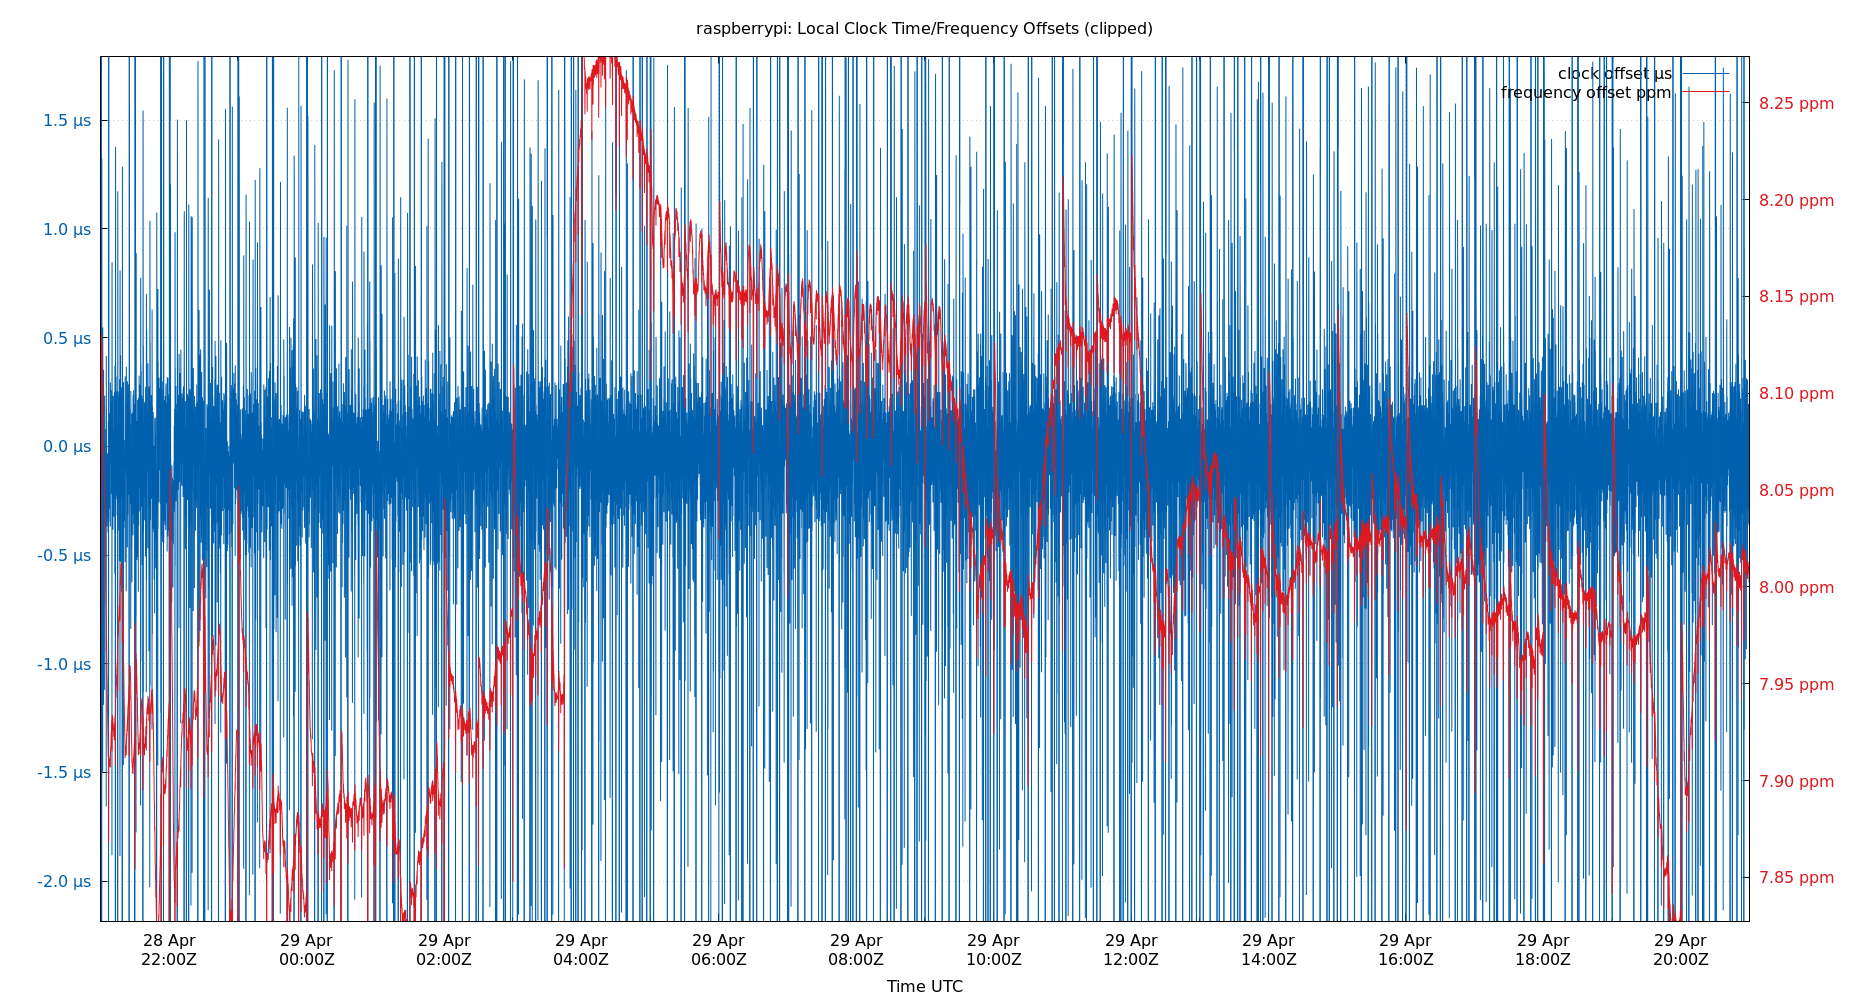 raspberrypi: Local Clock Time/Frequency Offsets (clipped)
clock offset µs
frequency offset ppm
1.5 µs
1.0 µs
0.5 µs
0.0 µs
-0.5 µs
-1.0 µs
-1.5 µs
-2.0 µs
8.25 ppm
8.20 ppm
8.15 ppm
8.10 ppm
8.05 ppm
8.00 ppm
7.95 ppm
7.90 ppm
7.85 ppm
28 Apr 29 Apr 29 Apr 29 Apr 29 Apr 29 Apr 29 Apr 29 Apr 29 Apr 29 Apr 29 Apr 29 Apr
22:00Z 00:00Z 02:00Z 04:00Z 06:00Z 08:00Z 10:00Z 12:00Z 14:00Z 16:00Z 18:00Z 20:00Z
Time UTC